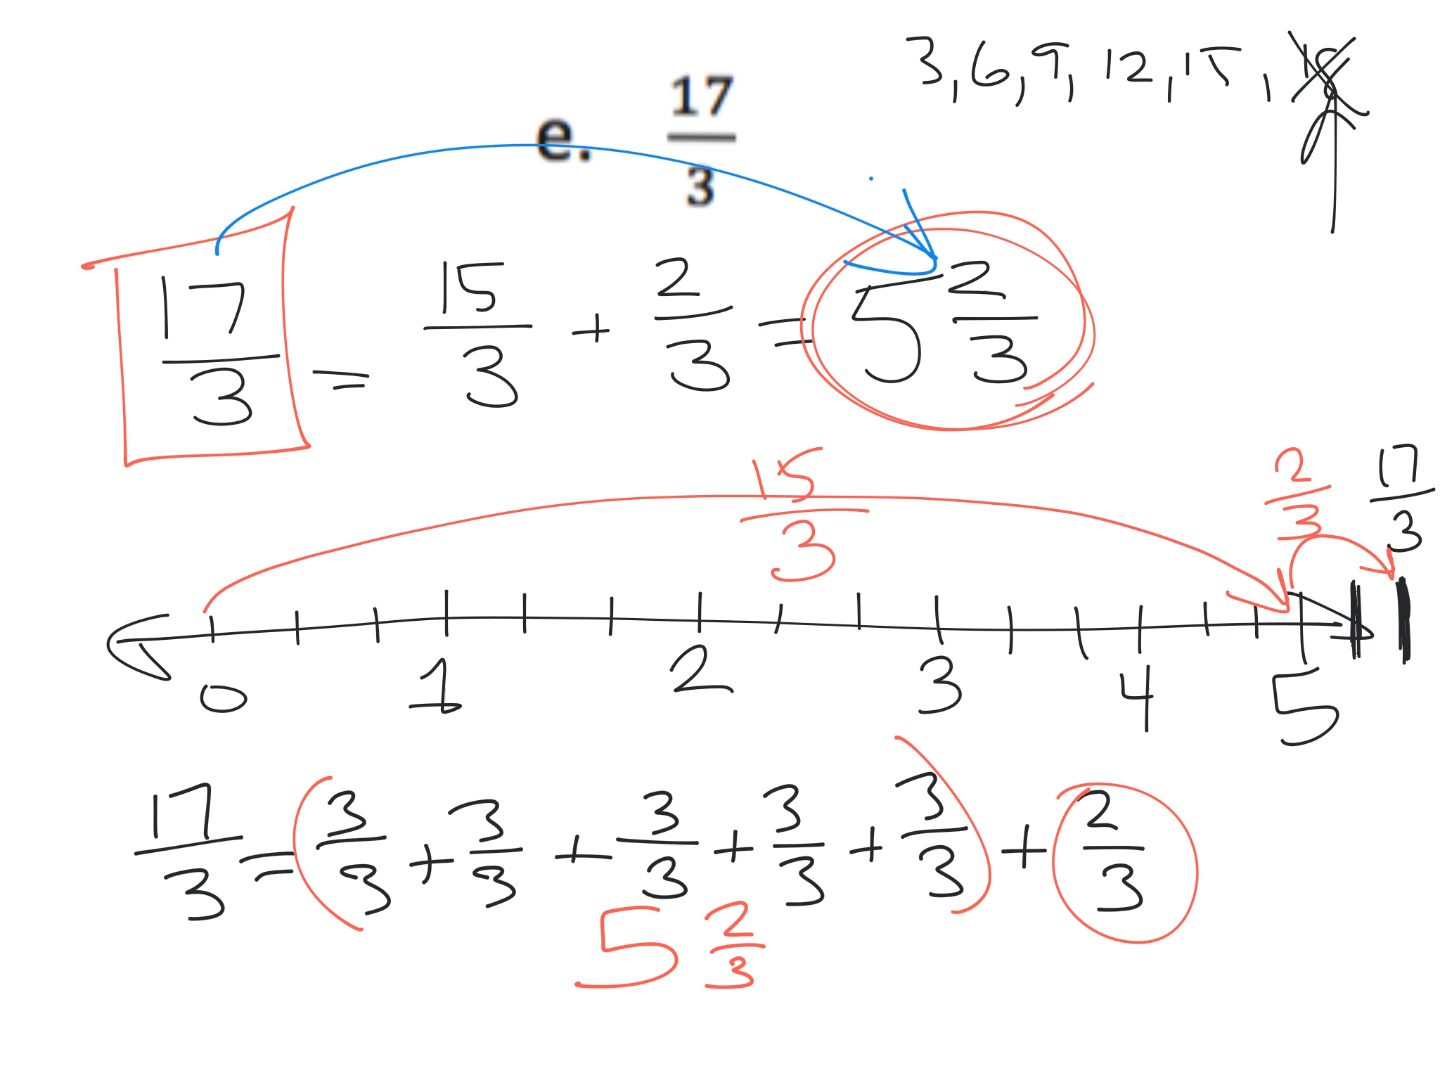 3, 6, 9, 12, 15,
e. 17/3
17/3 = 15/3 + 2/3 = 5 2/3
15/3 2/3 17/3
0 1 2 3 4 5
17/3 = 3/3 + 3/3 + 3/3 + 3/3 + 3/3 + 2/3
5 2/3